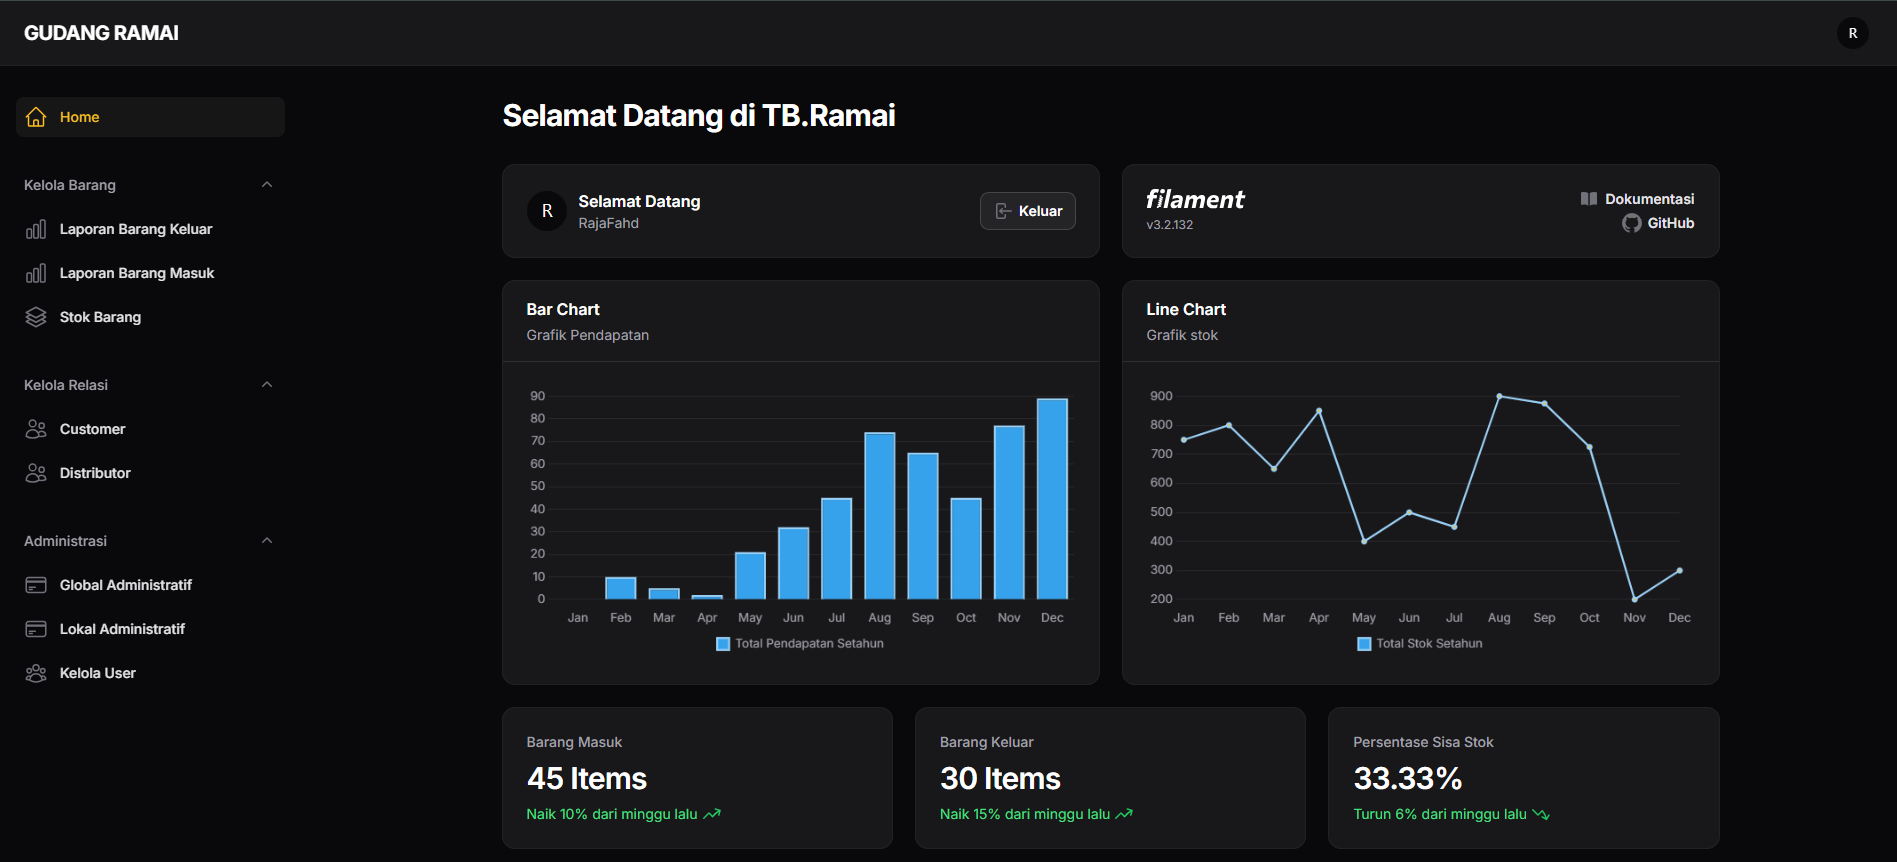 GUDANG RAMAI
R
Home
Kelola Barang
Laporan Barang Keluar
Laporan Barang Masuk
Stok Barang
Kelola Relasi
Customer
Distributor
Administrasi
Global Administratif
Lokal Administratif
Kelola User
Selamat Datang di TB.Ramai
R
Selamat Datang
RajaFahd
Keluar
filament
v3.2.132
Dokumentasi
GitHub
Bar Chart
Grafik Pendapatan
90
80
70
60
50
40
30
20
10
0
Jan Feb Mar Apr May Jun Jul Aug Sep Oct Nov Dec
Total Pendapatan Setahun
Line Chart
Grafik stok
900
800
700
600
500
400
300
200
Jan Feb Mar Apr May Jun Jul Aug Sep Oct Nov Dec
Total Stok Setahun
Barang Masuk
45 Items
Naik 10% dari minggu lalu
Barang Keluar
30 Items
Naik 15% dari minggu lalu
Persentase Sisa Stok
33.33%
Turun 6% dari minggu lalu